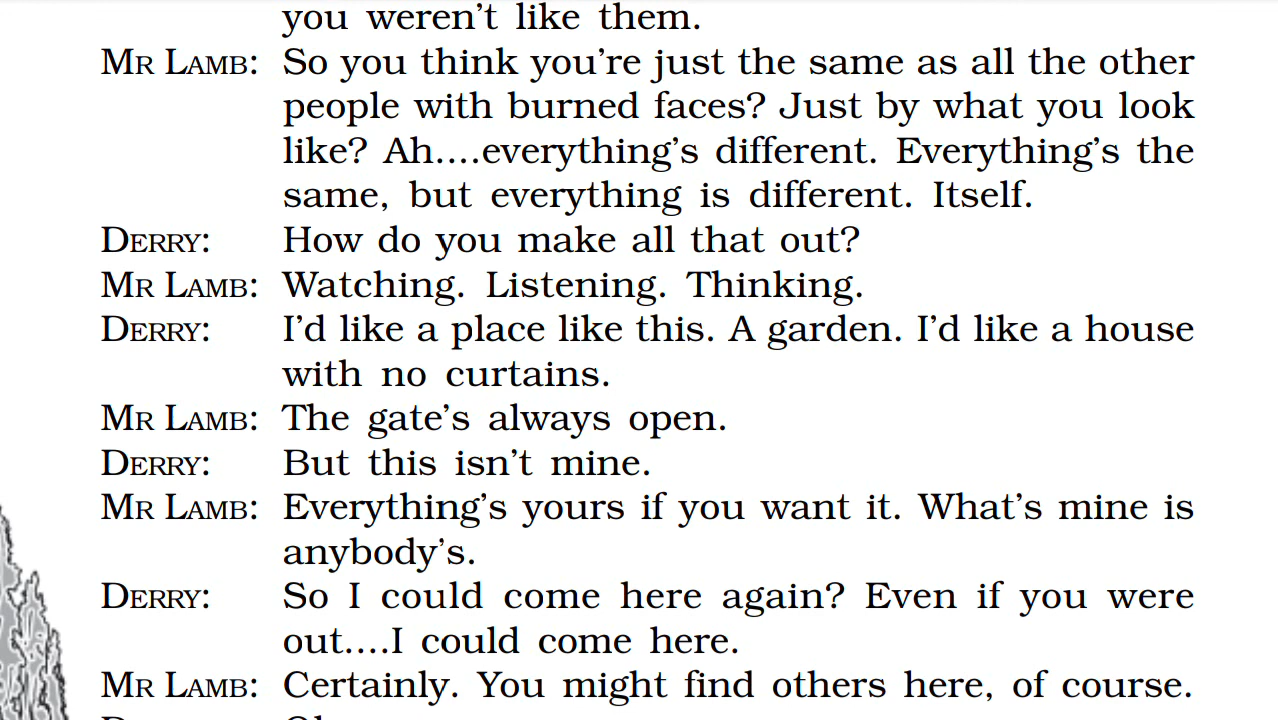 you weren't like them.
MR LAMB: So you think you're just the same as all the other
people with burned faces? Just by what you look
like? Ah....everything's different. Everything's the
same, but everything is different. Itself.
DERRY: How do you make all that out?
MR LAMB: Watching. Listening. Thinking.
DERRY: I'd like a place like this. A garden. I'd like a house
with no curtains.
MR LAMB: The gate's always open.
DERRY: But this isn't mine.
MR LAMB: Everything's yours if you want it. What's mine is
anybody's.
DERRY: So I could come here again? Even if you were
out....I could come here.
MR LAMB: Certainly. You might find others here, of course.